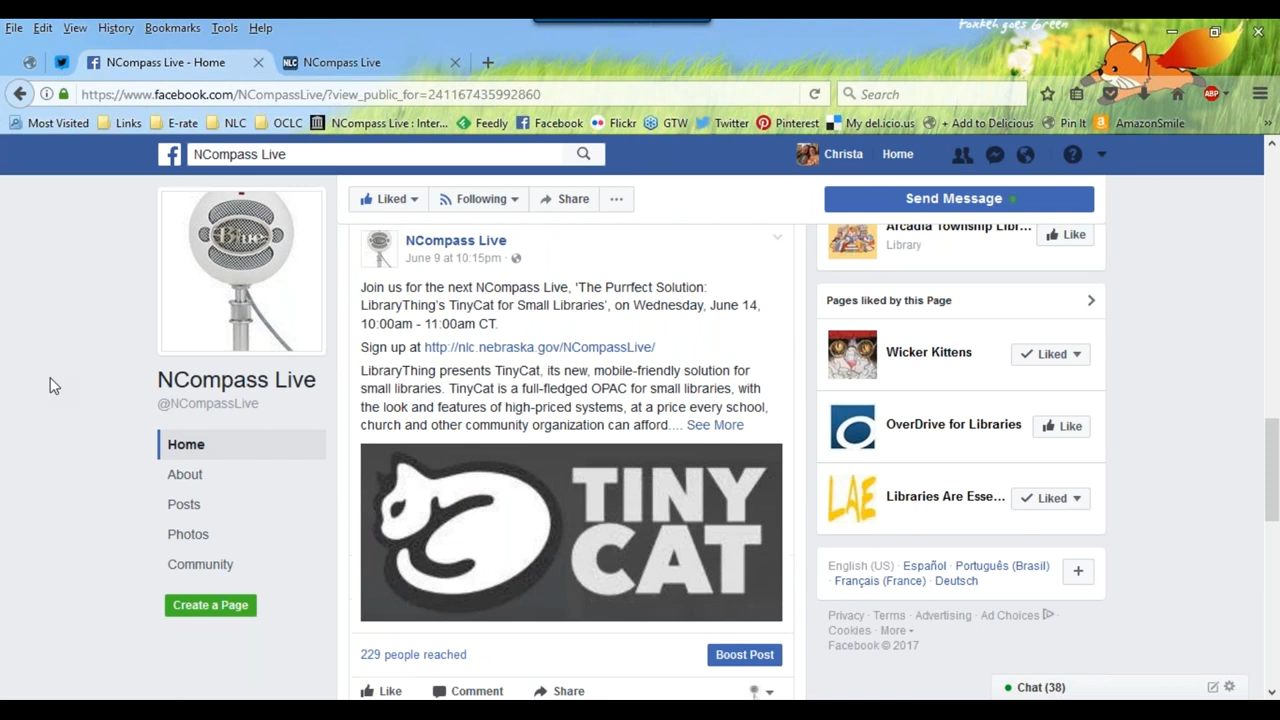 File Edit View History Bookmarks Tools Help
NCompass Live - Home
NLC NCompass Live
https://www.facebook.com/NCompassLive/?view_public_for=241167435992860
Search
ABP
Most Visited Links E-rate NLC OCLC NCompass Live : Inter... Feedly Facebook Flickr GTW Twitter Pinterest My del.icio.us + Add to Delicious Pin It AmazonSmile
NCompass Live
Christa Home
Blue
NCompass Live
@NCompassLive
Home
About
Posts
Photos
Community
Create a Page
Liked Following Share ...
Send Message
NCompass Live
June 9 at 10:15pm ·
Join us for the next NCompass Live, 'The Purrfect Solution:
LibraryThing's TinyCat for Small Libraries', on Wednesday, June 14,
10:00am - 11:00am CT.
Sign up at http://nlc.nebraska.gov/NCompassLive/
LibraryThing presents TinyCat, its new, mobile-friendly solution for
small libraries. TinyCat is a full-fledged OPAC for small libraries, with
the look and features of high-priced systems, at a price every school,
church and other community organization can afford.... See More
TINY
CAT
229 people reached
Boost Post
Like Comment Share
Arcadia Township Libr...
Library
Like
Pages liked by this Page
Wicker Kittens
Liked
OverDrive for Libraries
Like
LAE
Libraries Are Esse...
Liked
English (US) · Español · Português (Brasil)
· Français (France) · Deutsch
Privacy · Terms · Advertising · Ad Choices ·
Cookies · More
Facebook © 2017
Chat (38)